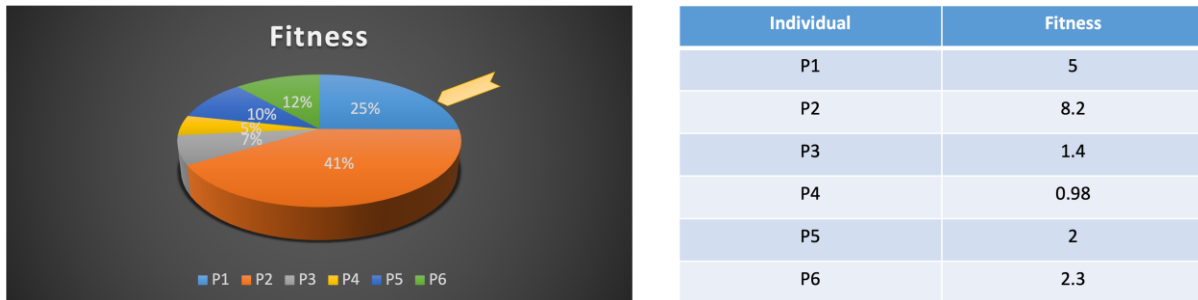 Fitness
12%
25%
10%
5%
7%
41%
P1 P2 P3 P4 P5 P6
Individual Fitness
P1 5
P2 8.2
P3 1.4
P4 0.98
P5 2
P6 2.3